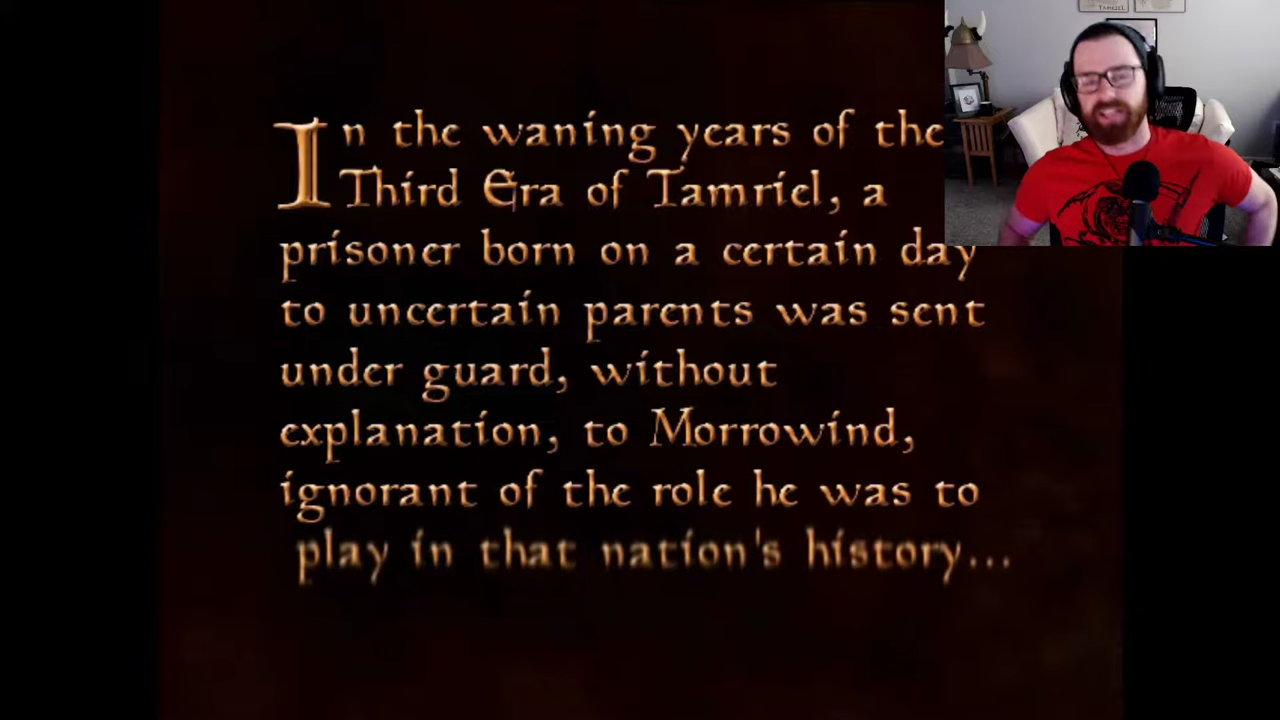 TAMRIEL
In the waning years of the
Third Era of Tamriel, a
prisoner born on a certain day
to uncertain parents was sent
under guard, without
explanation, to Morrowind,
ignorant of the role he was to
play in that nation's history...